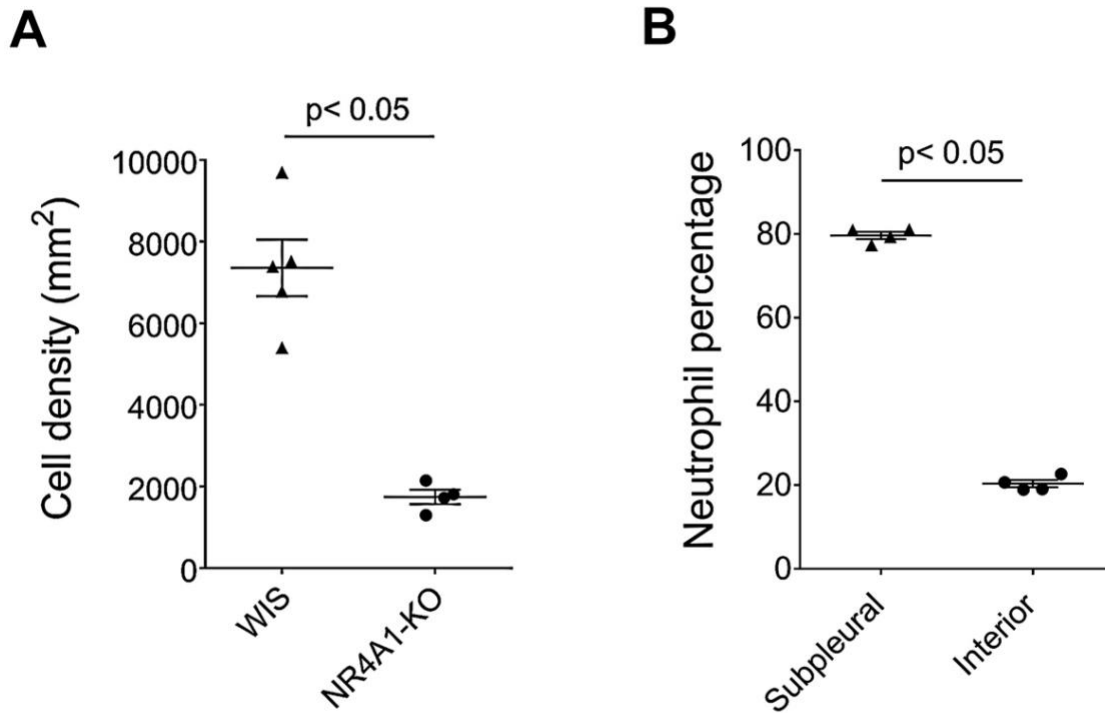 A
p< 0.05
Cell density (mm²)
10000
8000
6000
4000
2000
0
WIS
NR4A1-KO
B
p< 0.05
Neutrophil percentage
100
80
60
40
20
0
Subpleural
Interior